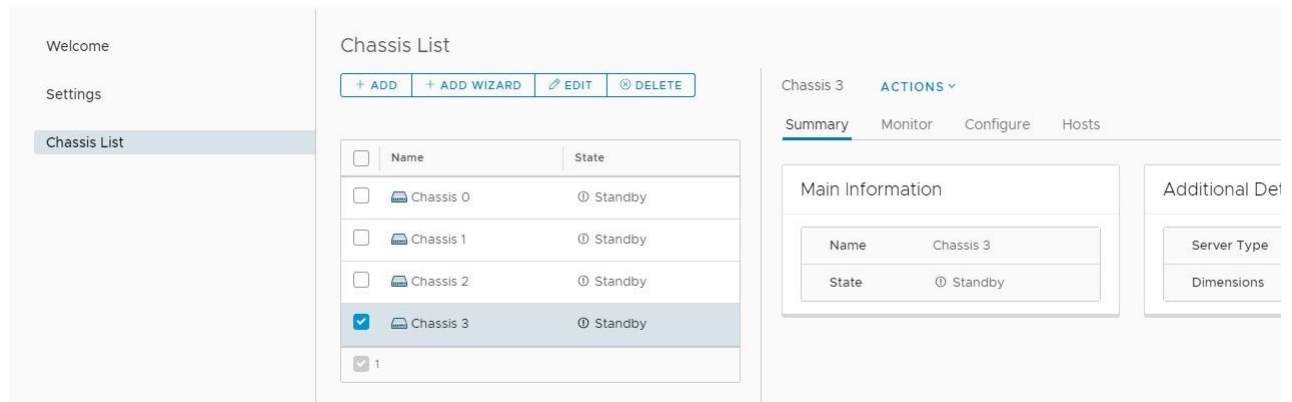 Welcome
Settings
Chassis List
Chassis List
+ ADD + ADD WIZARD EDIT DELETE
Name State
Chassis 0 Standby
Chassis 1 Standby
Chassis 2 Standby
Chassis 3 Standby
1
Chassis 3 ACTIONS
Summary Monitor Configure Hosts
Main Information
Name Chassis 3
State Standby
Additional Det
Server Type
Dimensions